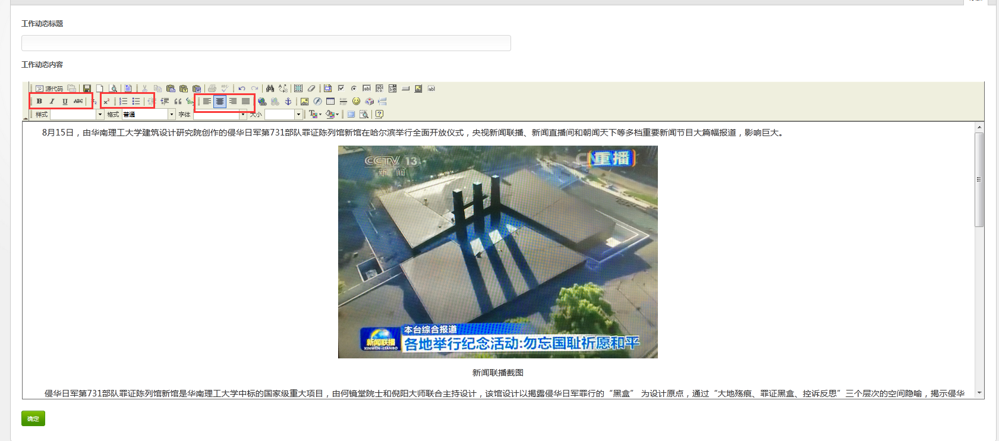 工作动态标题
工作动态内容
源代码
B I U ABC
样式 格式 普通 字体 大小
8月15日，由华南理工大学建筑设计研究院创作的侵华日军第731部队罪证陈列馆新馆在哈尔滨举行全面开放仪式，央视新闻联播、新闻直播间和朝闻天下等多档重要新闻节目大篇幅报道，影响巨大。
CCTV 13
新 闻
重播
本台综合报道
新闻联播
XINWEN LIANBO
各地举行纪念活动:勿忘国耻祈愿和平
新闻联播截图
侵华日军第731部队罪证陈列馆新馆是华南理工大学中标的国家级重大项目，由何镜堂院士和倪阳大师联合主持设计，该馆设计以揭露侵华日军罪行的“黑盒” 为设计原点，通过“大地殇痕、罪证黑盒、控诉反思”三个层次的空间隐喻，揭示侵华
确定